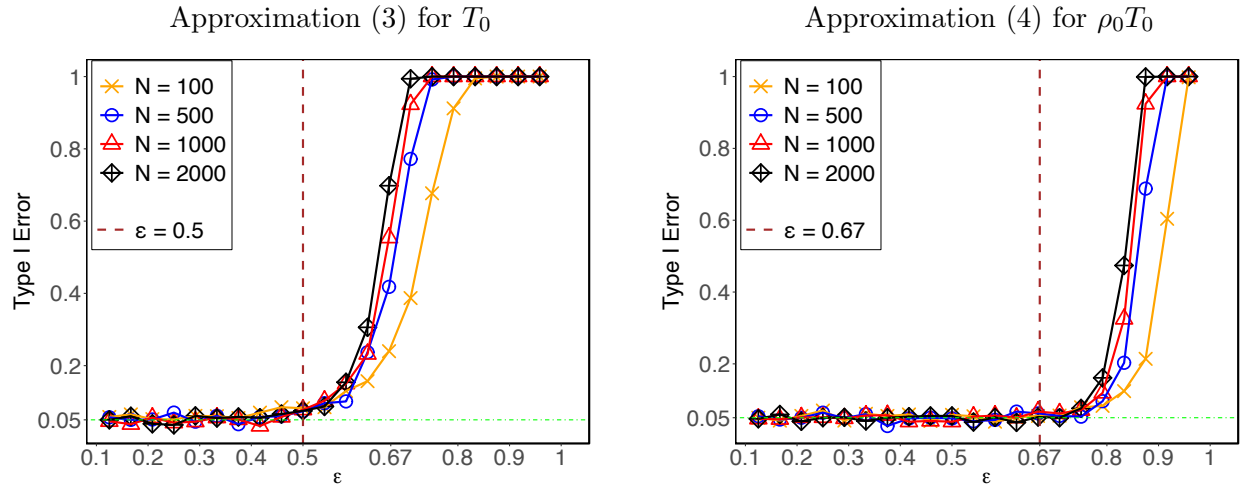 Approximation (3) for T₀
1
0.8
0.6
0.4
0.2
0.05
Type I Error
N = 100
N = 500
N = 1000
N = 2000
ε = 0.5
0.1 0.2 0.3 0.4 0.5 0.67 0.8 0.9 1
ε
Approximation (4) for ρ₀T₀
1
0.8
0.6
0.4
0.2
0.05
Type I Error
N = 100
N = 500
N = 1000
N = 2000
ε = 0.67
0.1 0.2 0.3 0.4 0.5 0.67 0.8 0.9 1
ε